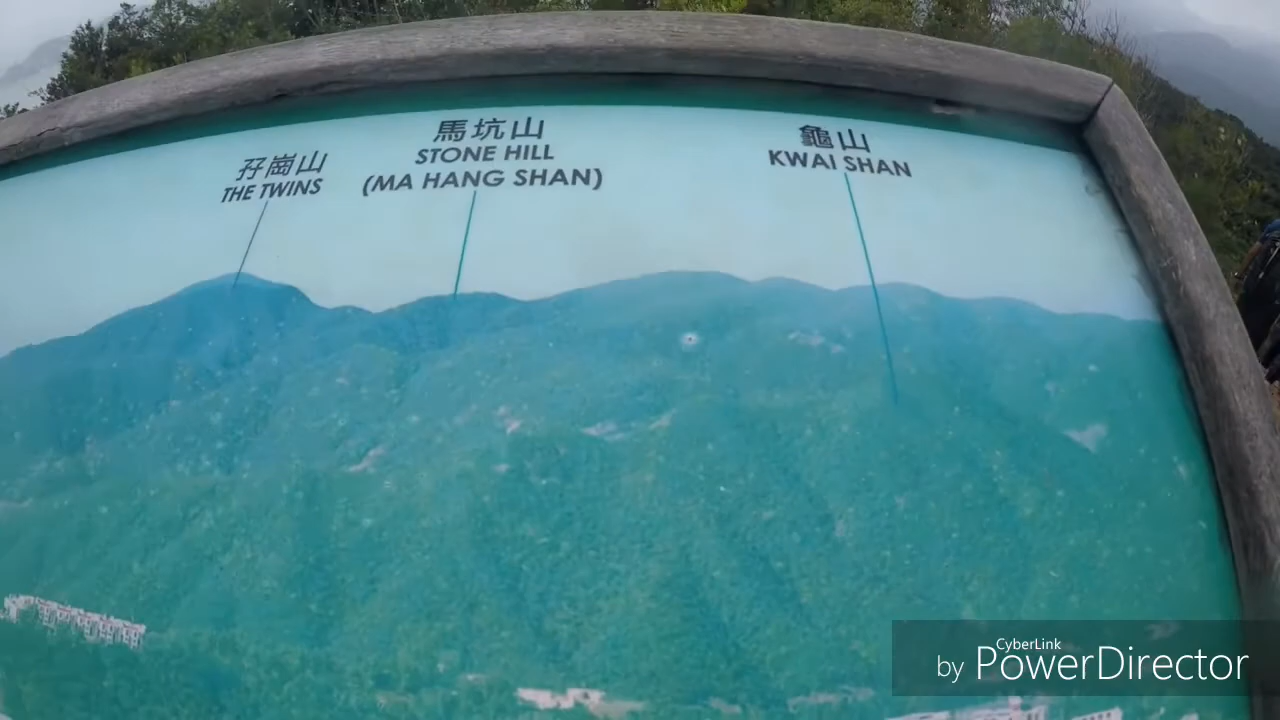 孖崗山
THE TWINS
馬坑山
STONE HILL
(MA HANG SHAN)
龜山
KWAI SHAN
CyberLink
by PowerDirector